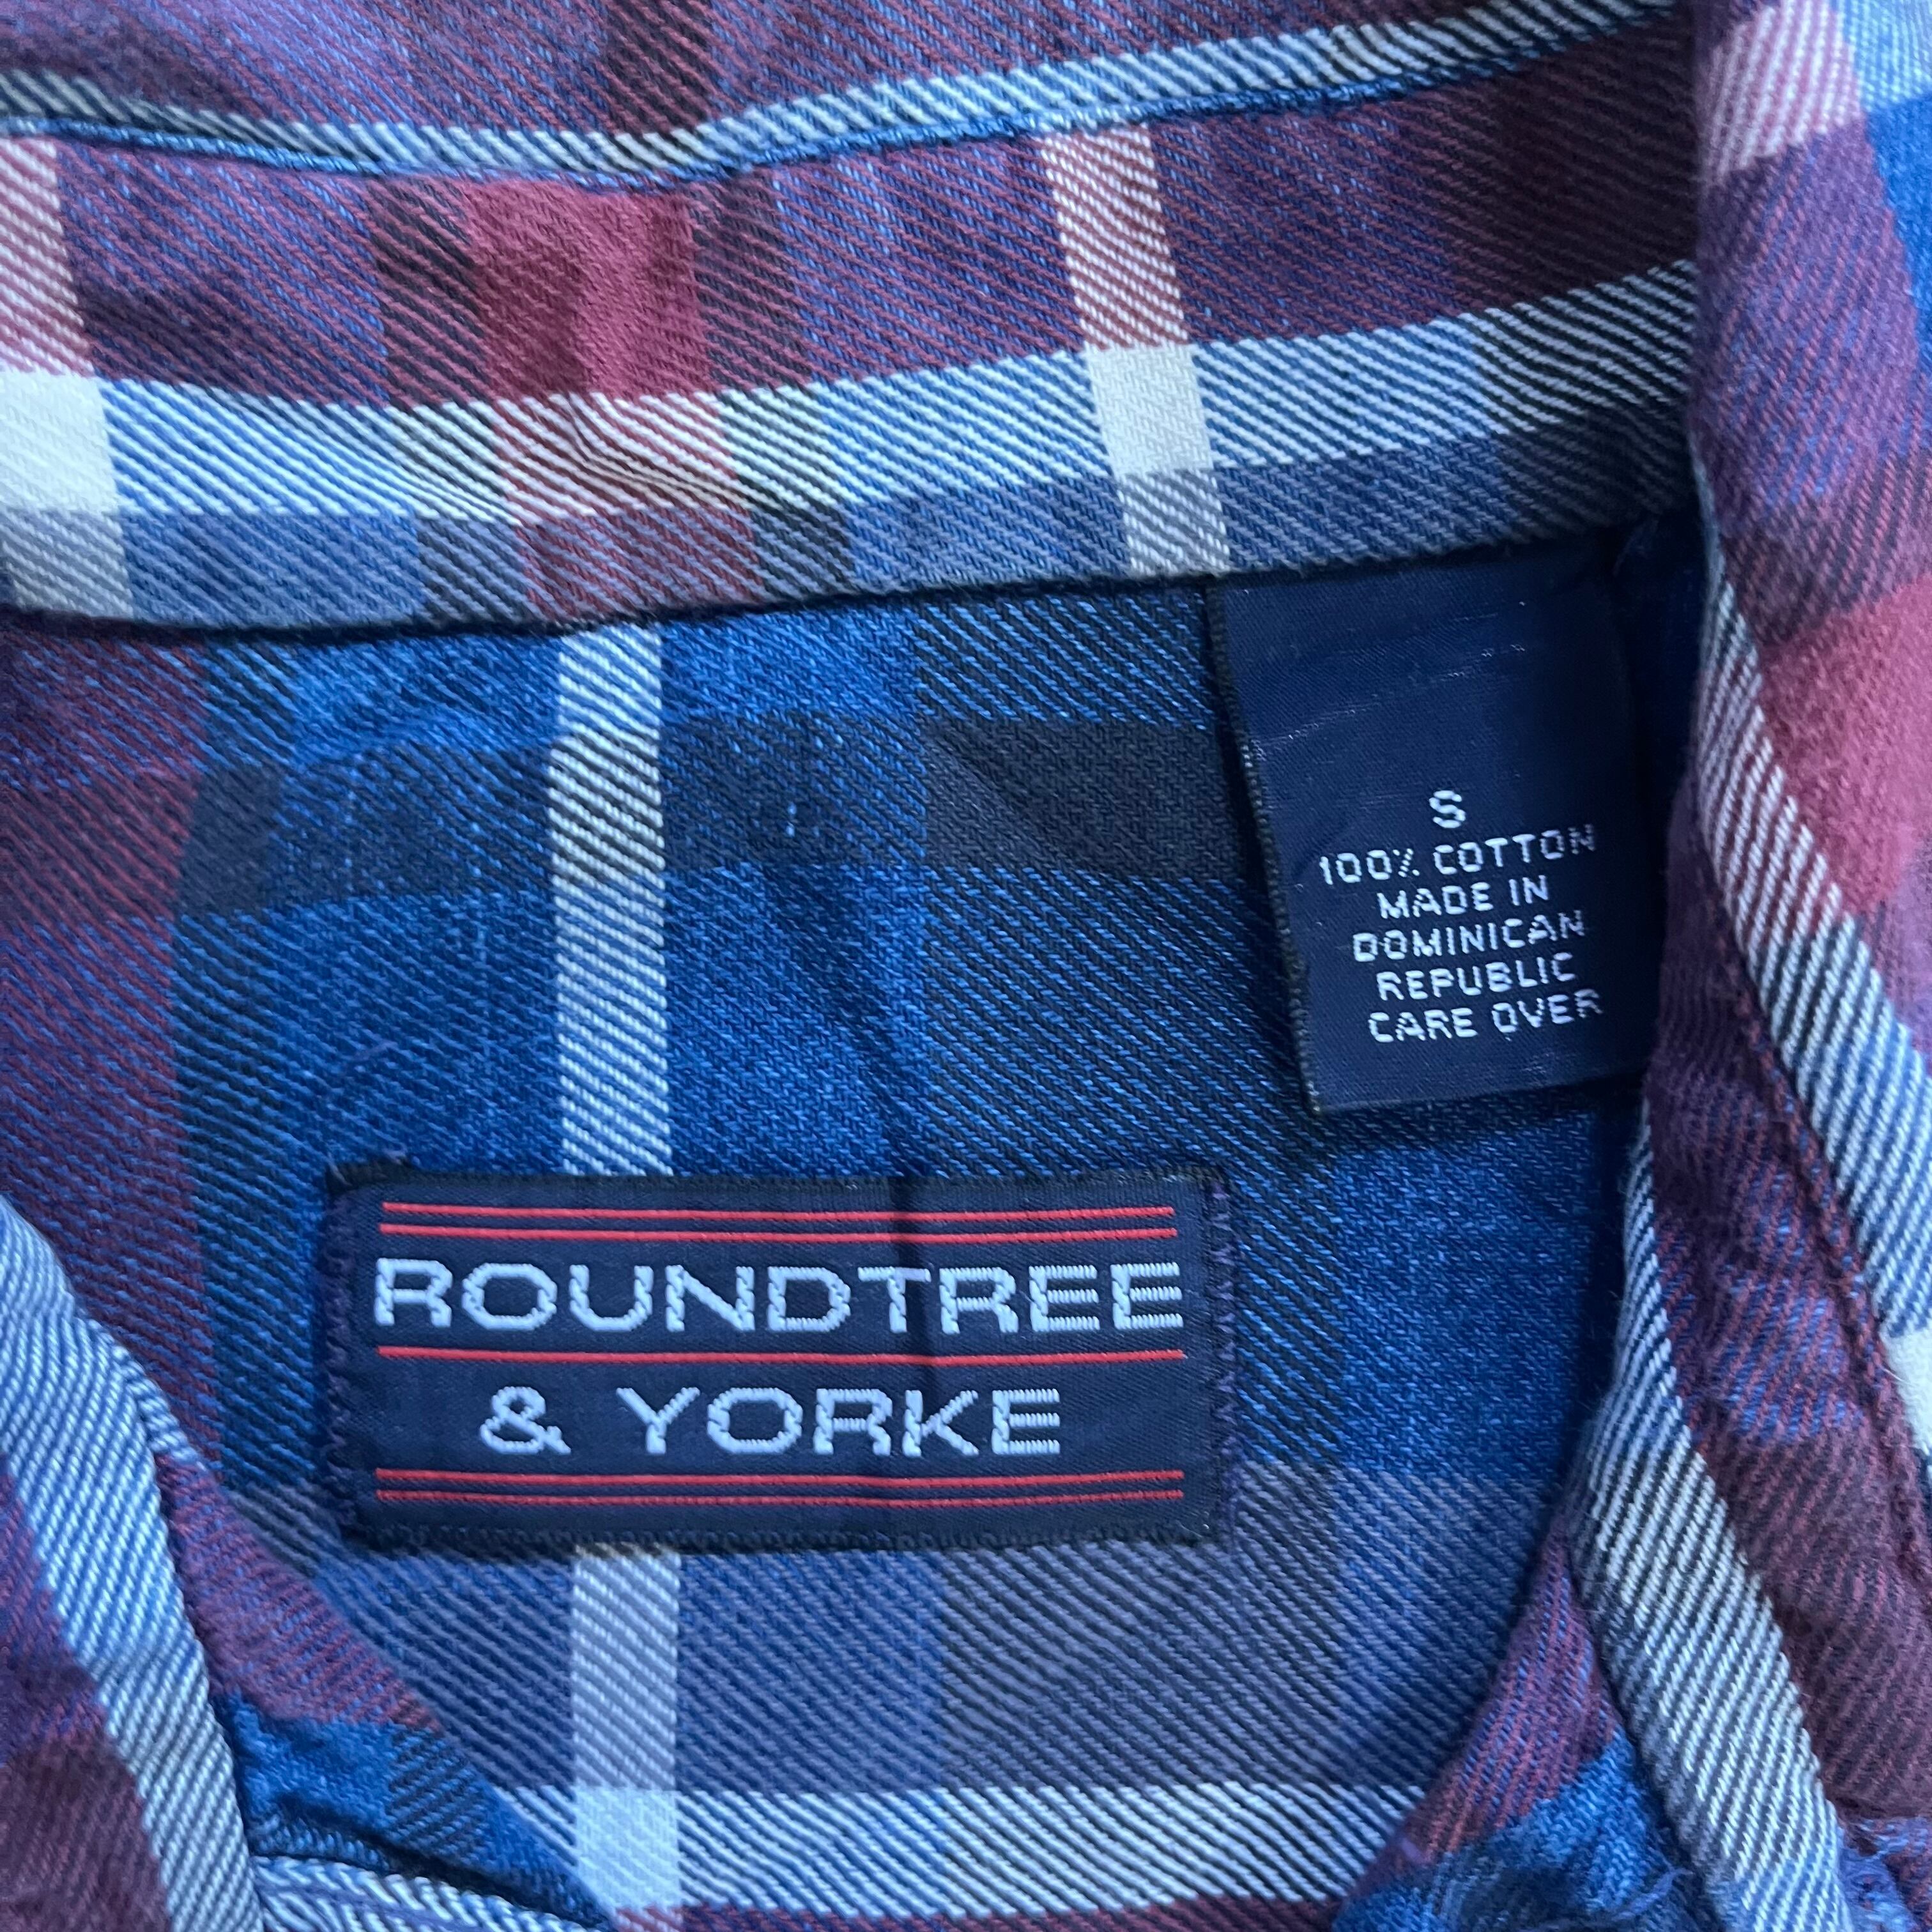 S
100% COTTON
MADE IN
DOMINICAN
REPUBLIC
CARE OVER
ROUNDTREE
& YORKE